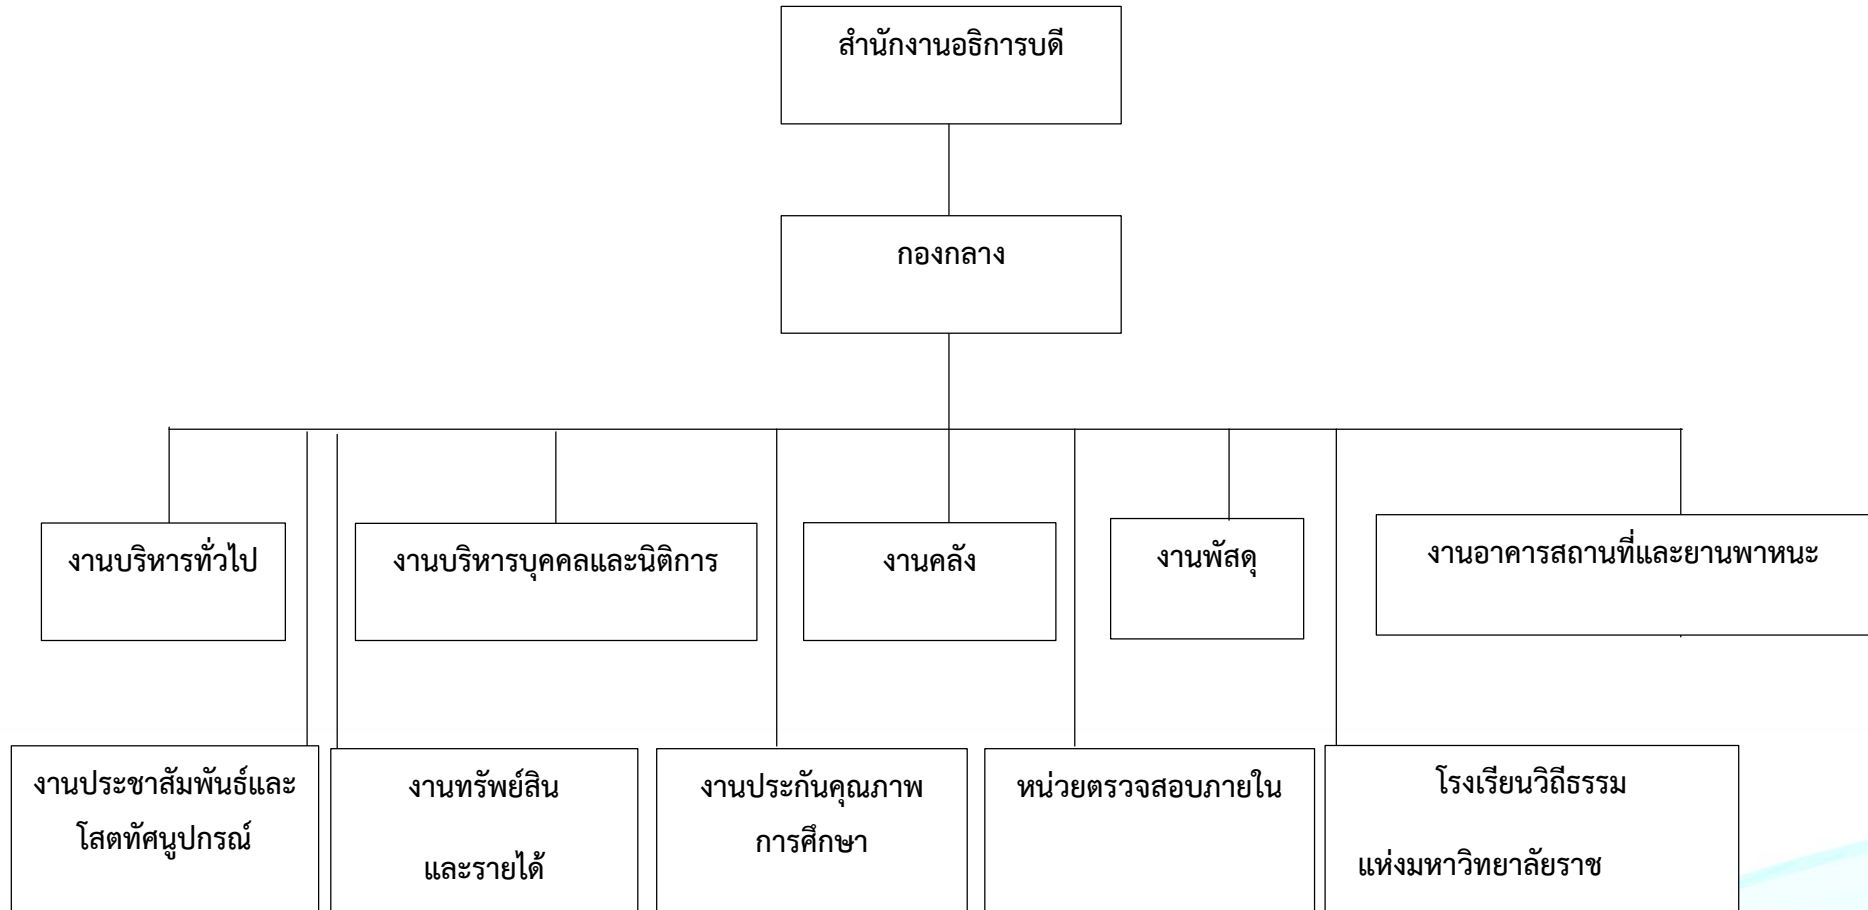 สำนักงานอธิการบดี
กองกลาง
งานบริหารทั่วไป
งานบริหารบุคคลและนิติการ
งานคลัง
งานพัสดุ
งานอาคารสถานที่และยานพาหนะ
งานประชาสัมพันธ์และ
โสตทัศนูปกรณ์
งานทรัพย์สิน
และรายได้
งานประกันคุณภาพ
การศึกษา
หน่วยตรวจสอบภายใน
โรงเรียนวิถีธรรม
แห่งมหาวิทยาลัยราช